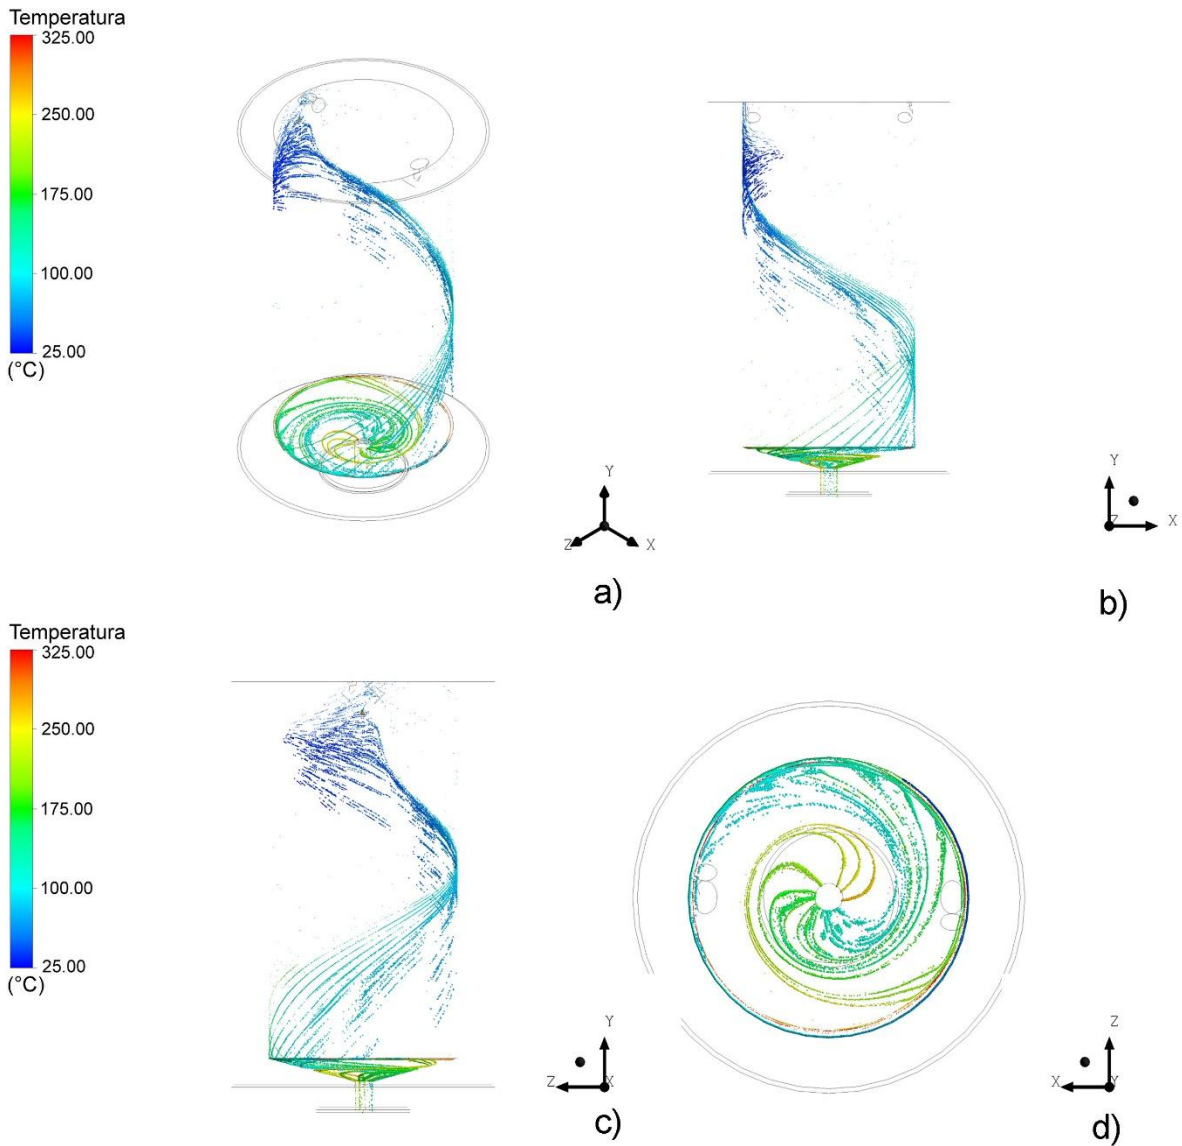 Temperatura
325.00
250.00
175.00
100.00
25.00
(°C)
Y
Z
X
a)
Y
Z
X
b)
Temperatura
325.00
250.00
175.00
100.00
25.00
(°C)
Y
Z
X
c)
Z
X
Y
d)